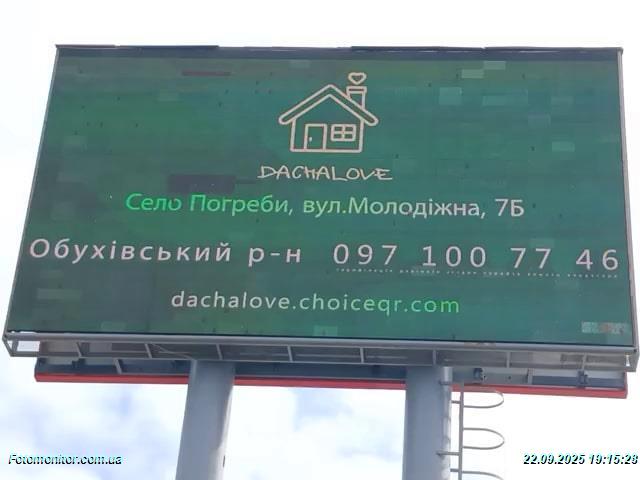 DACHALOVE
Село Погреби, вул.Молодіжна, 7Б
Обухівський р-н 097 100 77 46
dachalove.choiceqr.com
Fotomonitor.com.ua 22.09.2025 19:15:28